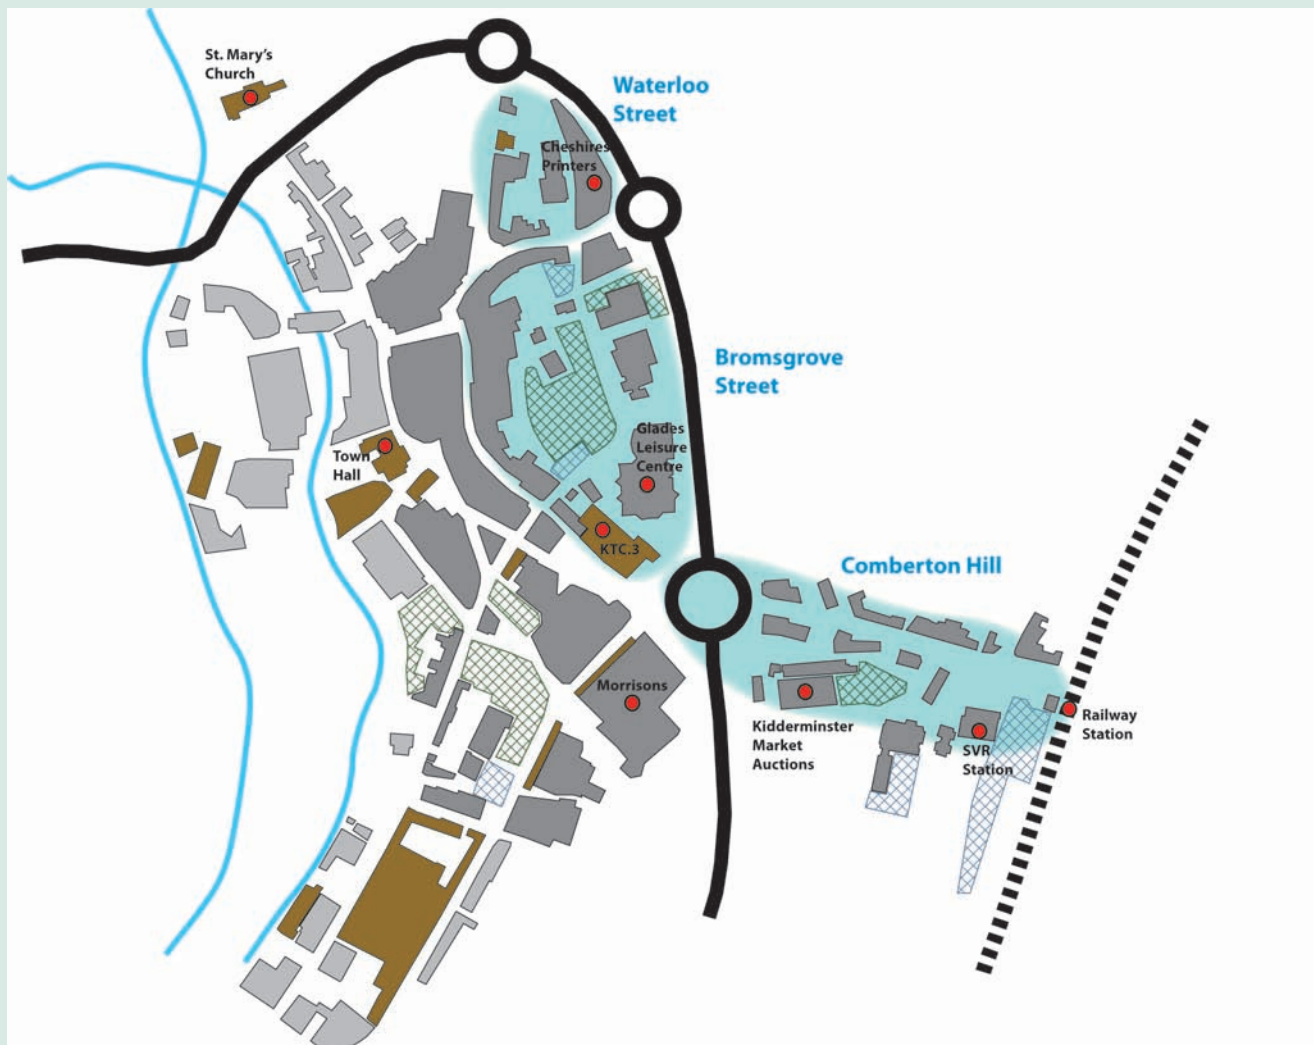 St. Mary's
Church
Waterloo
Street
Cheshires
Printers
Bromsgrove
Street
Glades
Leisure
Centre
Town
Hall
KTC.3
Comberton Hill
Morrisons
Kidderminster
Market
Auctions
SVR
Station
Railway
Station